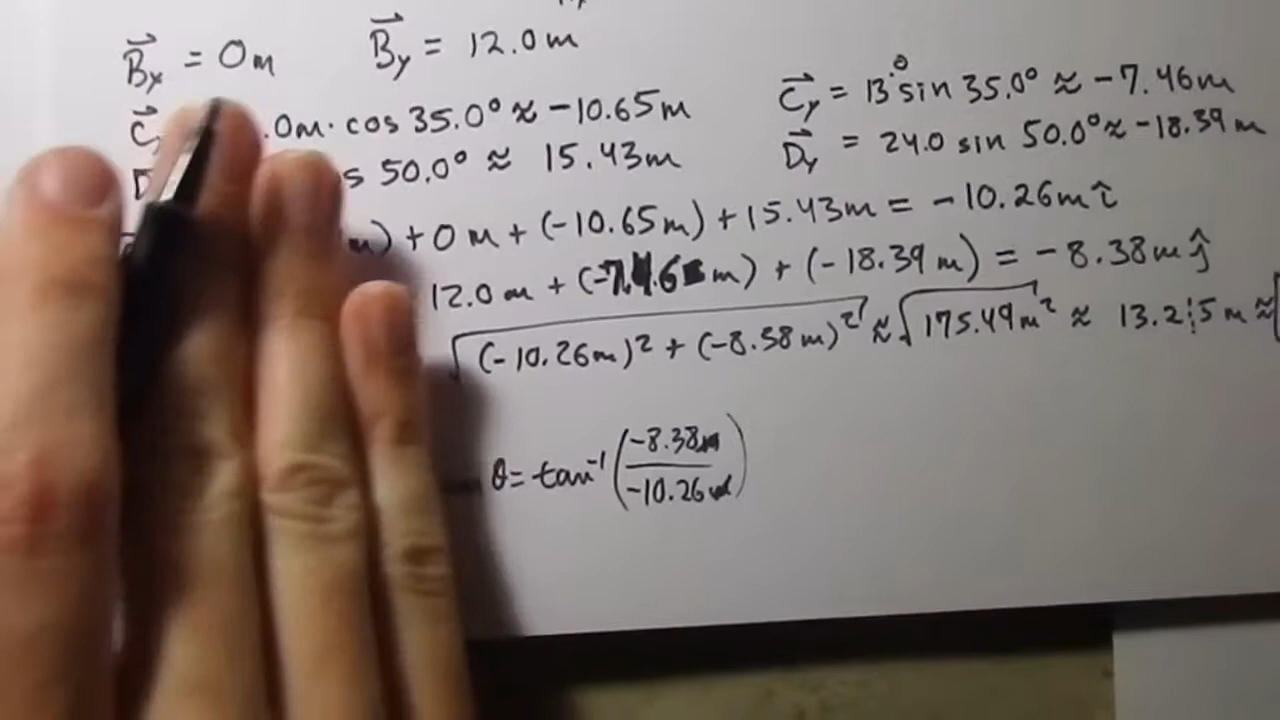 B⃗x = 0m B⃗y = 12.0m
C⃗ .0m· cos 35.0° ≈ -10.65m C⃗y = 13.0 sin 35.0° ≈ -7.46m
D s 50.0° ≈ 15.43m D⃗y = 24.0 sin 50.0° ≈ -18.39m
m) + 0m + (-10.65m) + 15.43m = -10.26m î
12.0m + (-7.46m) + (-18.39m) = -8.38m ĵ
√((-10.26m)² + (-8.38m)²) ≈ √(175.49m²) ≈ 13.25m ≈
θ = tan⁻¹(-8.38m / -10.26m)